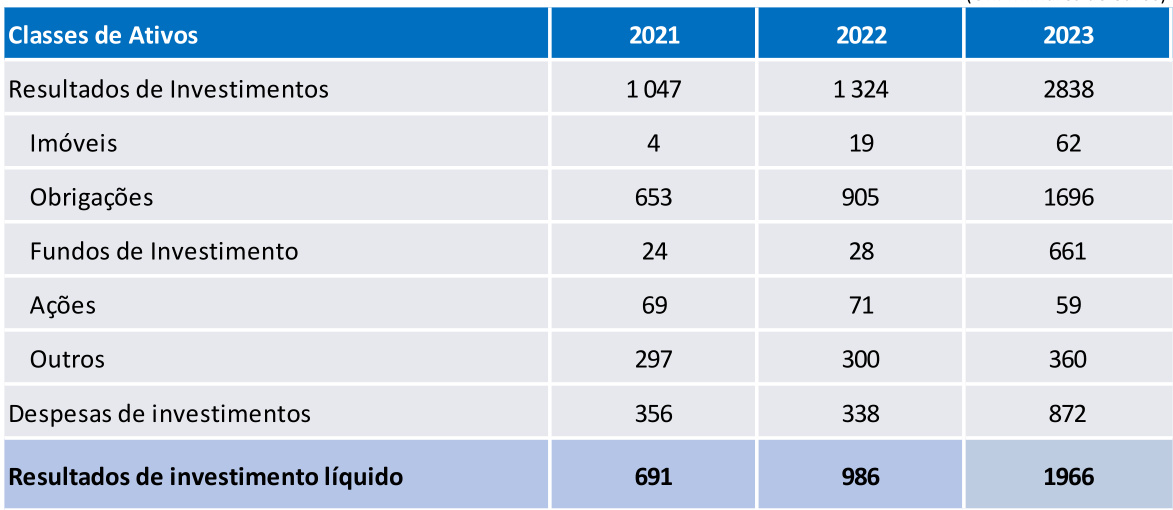 Classes de Ativos 2021 2022 2023
Resultados de Investimentos 1 047 1 324 2838
Imóveis 4 19 62
Obrigações 653 905 1696
Fundos de Investimento 24 28 661
Ações 69 71 59
Outros 297 300 360
Despesas de investimentos 356 338 872
Resultados de investimento líquido 691 986 1966